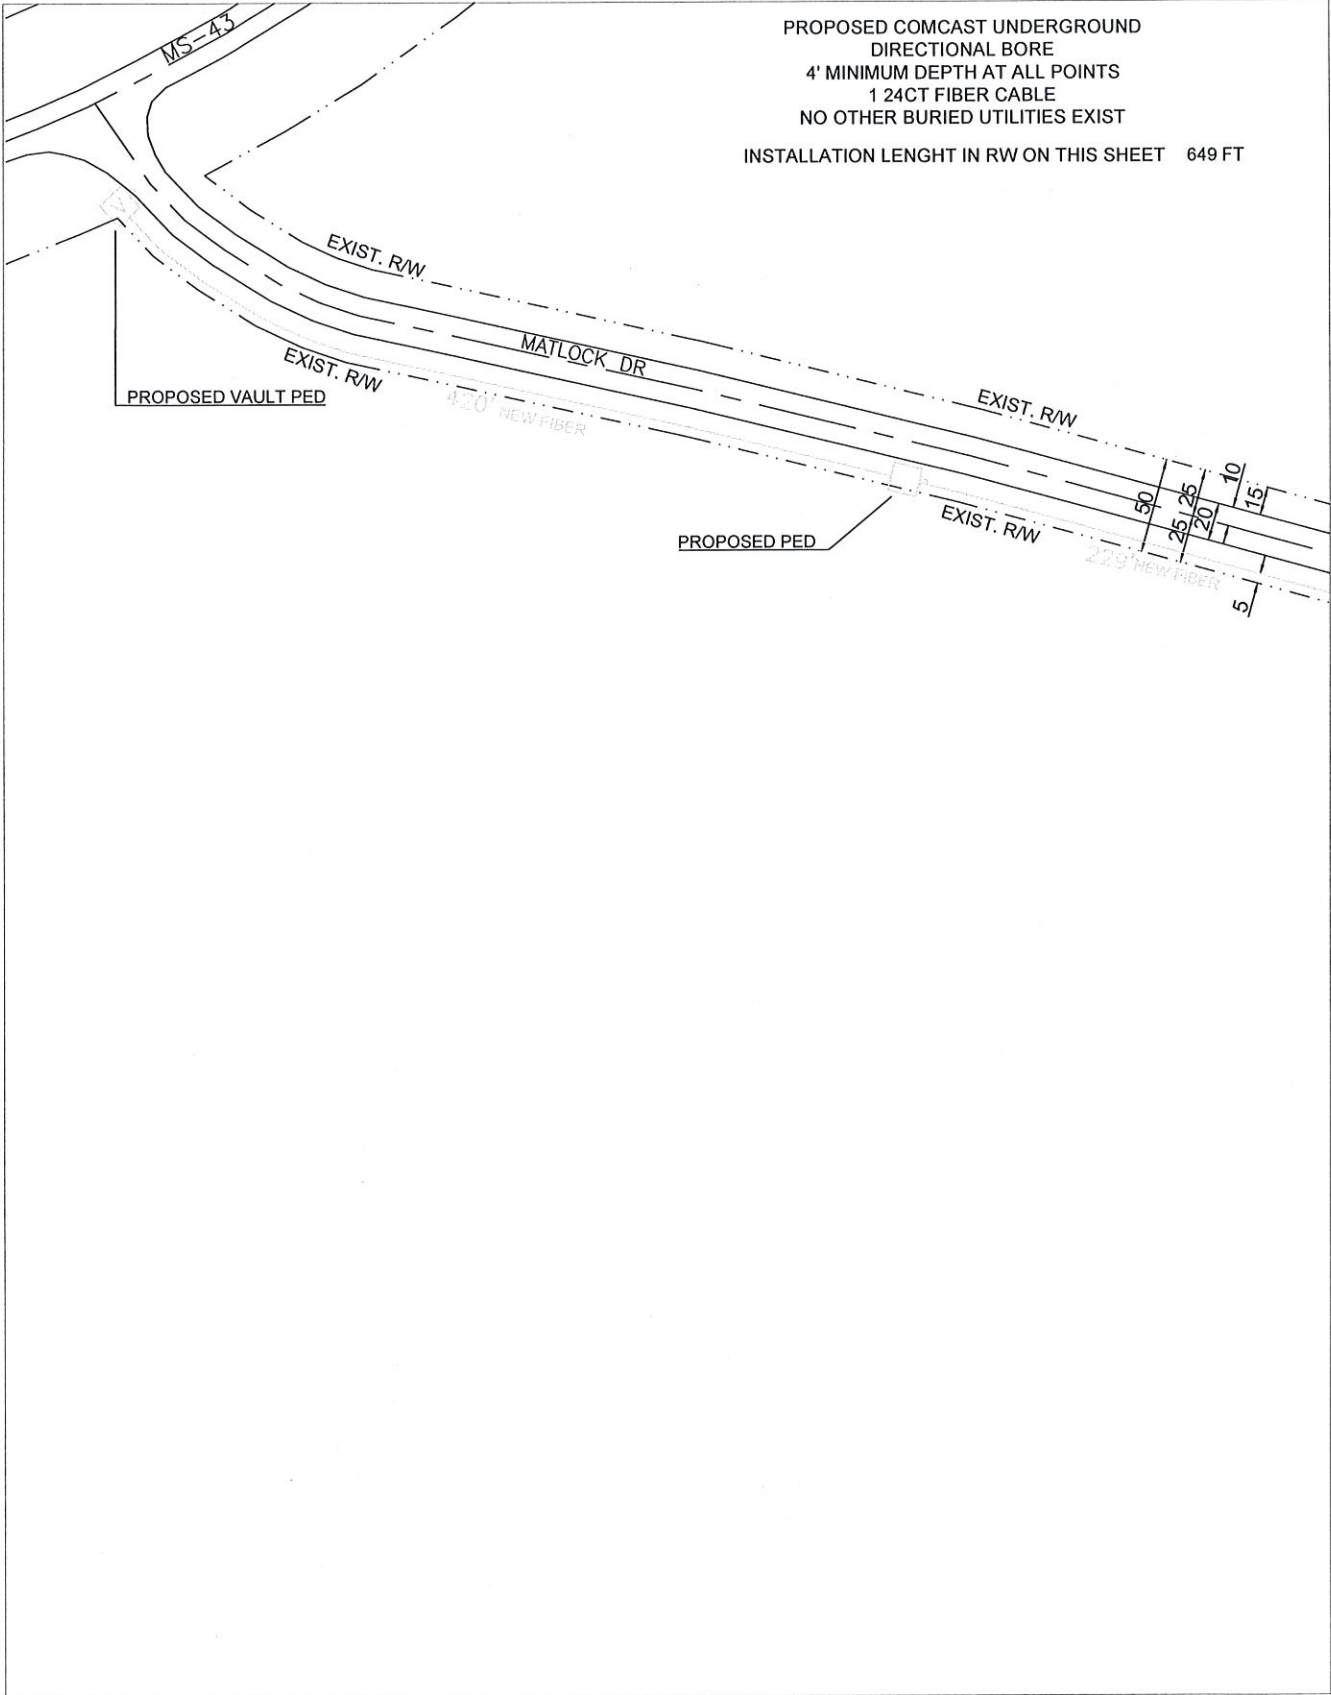 PROPOSED COMCAST UNDERGROUND
DIRECTIONAL BORE
4' MINIMUM DEPTH AT ALL POINTS
1 24CT FIBER CABLE
NO OTHER BURIED UTILITIES EXIST
INSTALLATION LENGHT IN RW ON THIS SHEET 649 FT
MS-43
V
EXIST. R/W
MATLOCK DR
EXIST. R/W
PROPOSED VAULT PED
420' NEW FIBER
EXIST. R/W
PROPOSED PED
EXIST. R/W
50
25
25
20
10
15
229' NEW FIBER
5